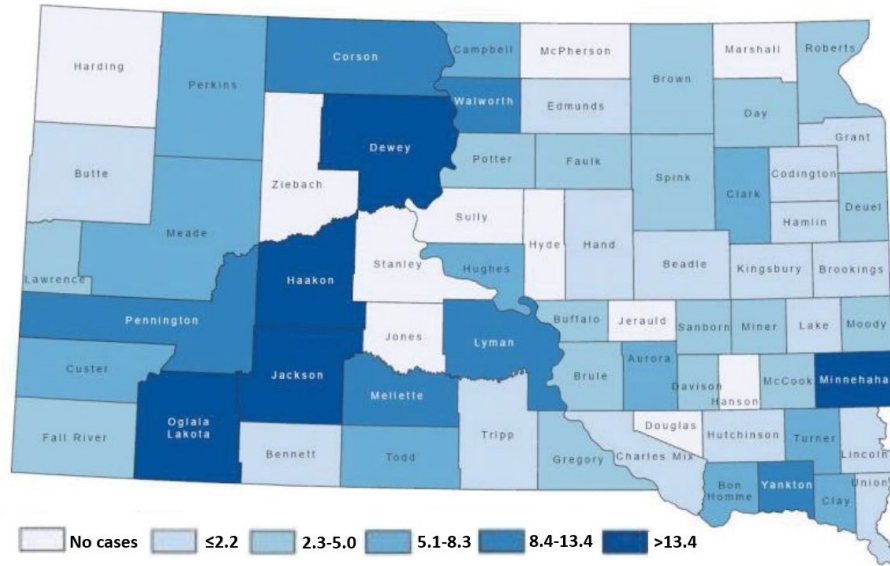 Harding
Perkins
Corson
Campbell
McPherson
Marshall
Roberts
Brown
Walworth
Edmunds
Day
Grant
Butte
Dewey
Ziebach
Potter
Faulk
Spink
Clark
Codington
Hamlin
Deuel
Meade
Sully
Hyde
Hand
Stanley
Hughes
Beadle
Kingsbury
Brookings
Lawrence
Haakon
Pennington
Jones
Lyman
Buffalo
Jerauld
Sanborn
Miner
Lake
Moody
Custer
Jackson
Mellette
Brule
Aurora
Davison
Hanson
McCook
Minnehaha
Fall River
Oglala
Lakota
Bennett
Todd
Tripp
Gregory
Douglas
Charles Mix
Hutchinson
Turner
Lincoln
Bon
Homme
Yankton
Clay
Union
No cases ≤2.2 2.3-5.0 5.1-8.3 8.4-13.4 >13.4